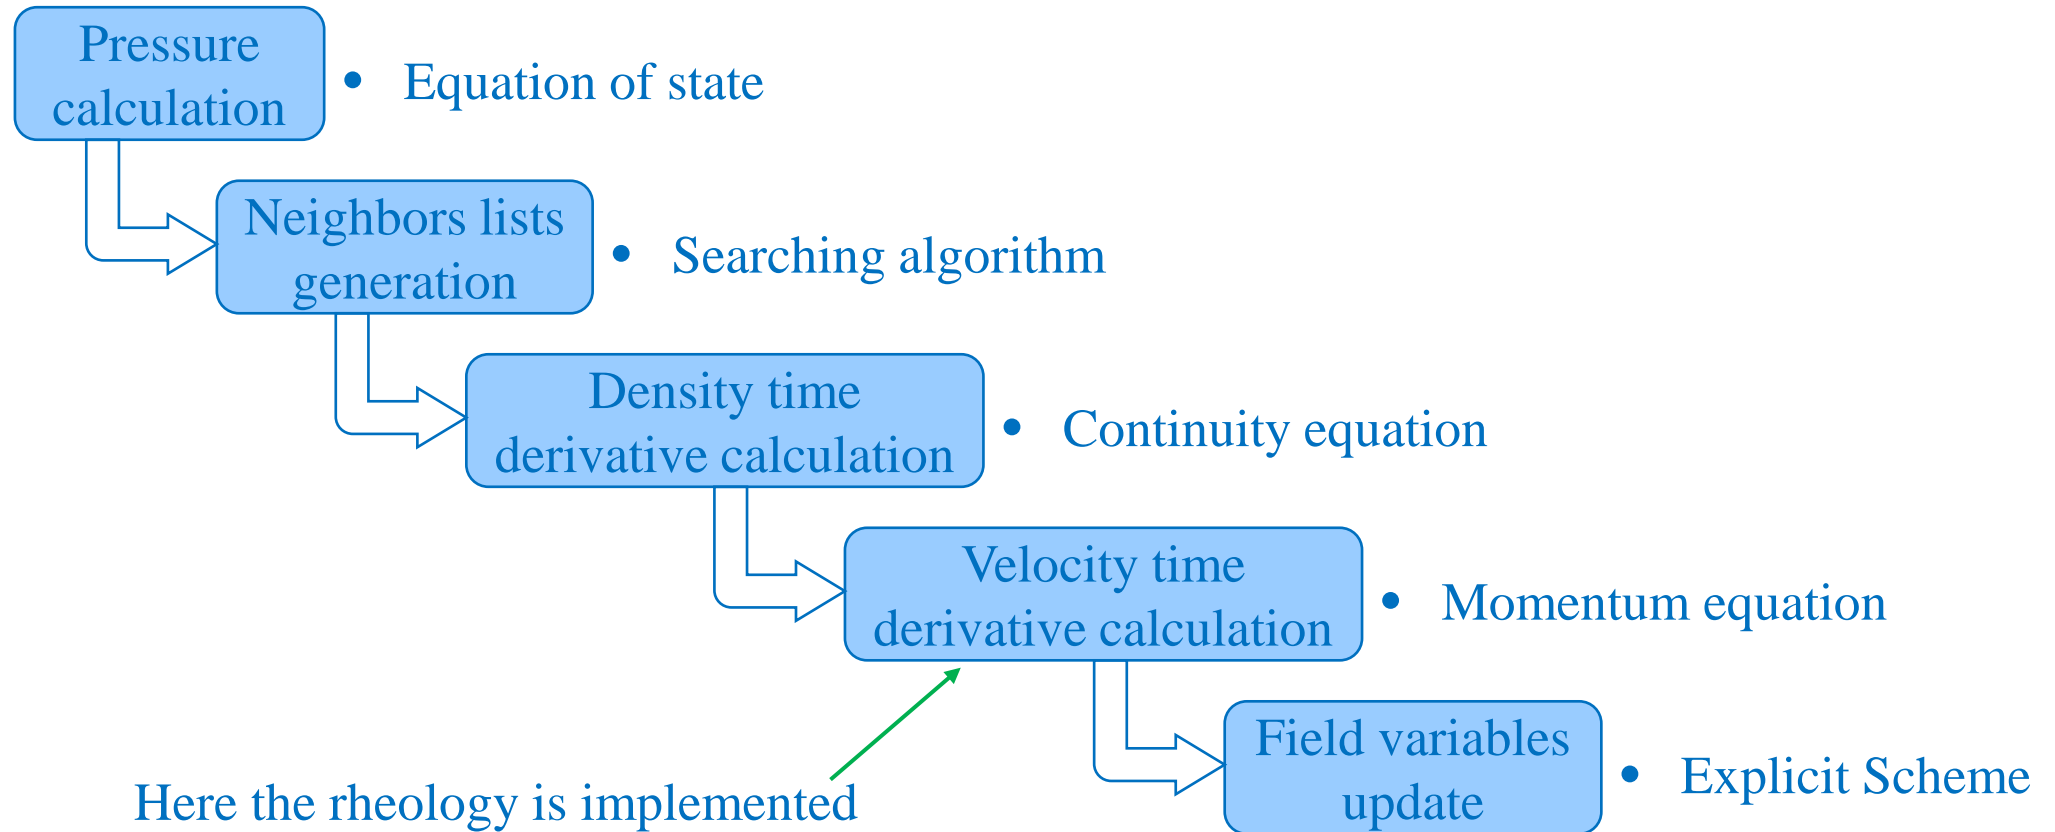 Pressure
calculation
• Equation of state
Neighbors lists
generation
• Searching algorithm
Density time
derivative calculation
• Continuity equation
Velocity time
derivative calculation
• Momentum equation
Here the rheology is implemented
Field variables
update
• Explicit Scheme